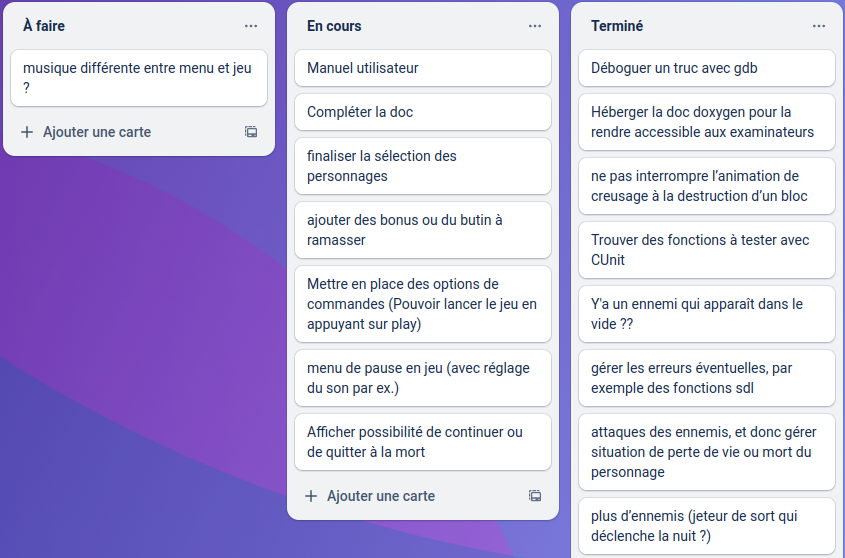 À faire
musique différente entre menu et jeu
?
Ajouter une carte
En cours
Manuel utilisateur
Compléter la doc
finaliser la sélection des
personnages
ajouter des bonus ou du butin à
ramasser
Mettre en place des options de
commandes (Pouvoir lancer le jeu en
appuyant sur play)
menu de pause en jeu (avec réglage
du son par ex.)
Afficher possibilité de continuer ou
de quitter à la mort
Ajouter une carte
Terminé
Déboguer un truc avec gdb
Héberger la doc doxygen pour la
rendre accessible aux examinateurs
ne pas interrompre l'animation de
creusage à la destruction d'un bloc
Trouver des fonctions à tester avec
CUnit
Y'a un ennemi qui apparaît dans le
vide ??
gérer les erreurs éventuelles, par
exemple des fonctions sdl
attaques des ennemis, et donc gérer
situation de perte de vie ou mort du
personnage
plus d'ennemis (jeteur de sort qui
déclenche la nuit ?)